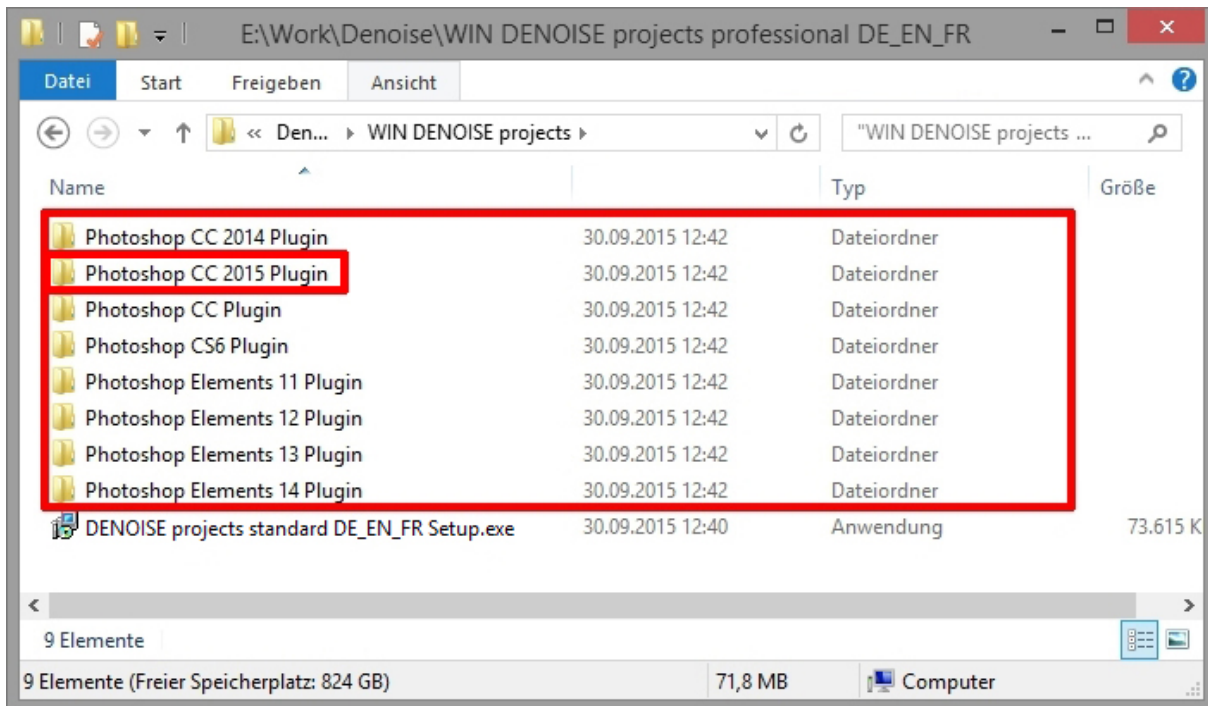 E:\Work\Denoise\WIN DENOISE projects professional DE_EN_FR
Datei Start Freigeben Ansicht
« Den... WIN DENOISE projects "WIN DENOISE projects ...
Name Typ Größe
Photoshop CC 2014 Plugin 30.09.2015 12:42 Dateiordner
Photoshop CC 2015 Plugin 30.09.2015 12:42 Dateiordner
Photoshop CC Plugin 30.09.2015 12:42 Dateiordner
Photoshop CS6 Plugin 30.09.2015 12:42 Dateiordner
Photoshop Elements 11 Plugin 30.09.2015 12:42 Dateiordner
Photoshop Elements 12 Plugin 30.09.2015 12:42 Dateiordner
Photoshop Elements 13 Plugin 30.09.2015 12:42 Dateiordner
Photoshop Elements 14 Plugin 30.09.2015 12:42 Dateiordner
DENOISE projects standard DE_EN_FR Setup.exe 30.09.2015 12:40 Anwendung 73.615 K
9 Elemente
9 Elemente (Freier Speicherplatz: 824 GB) 71,8 MB Computer